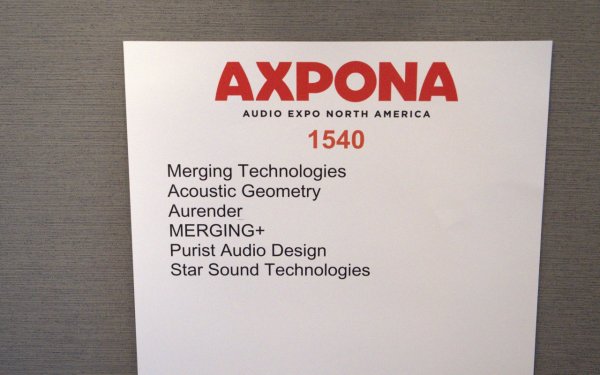 AXPONA
AUDIO EXPO NORTH AMERICA
1540
Merging Technologies
Acoustic Geometry
Aurender
MERGING+
Purist Audio Design
Star Sound Technologies